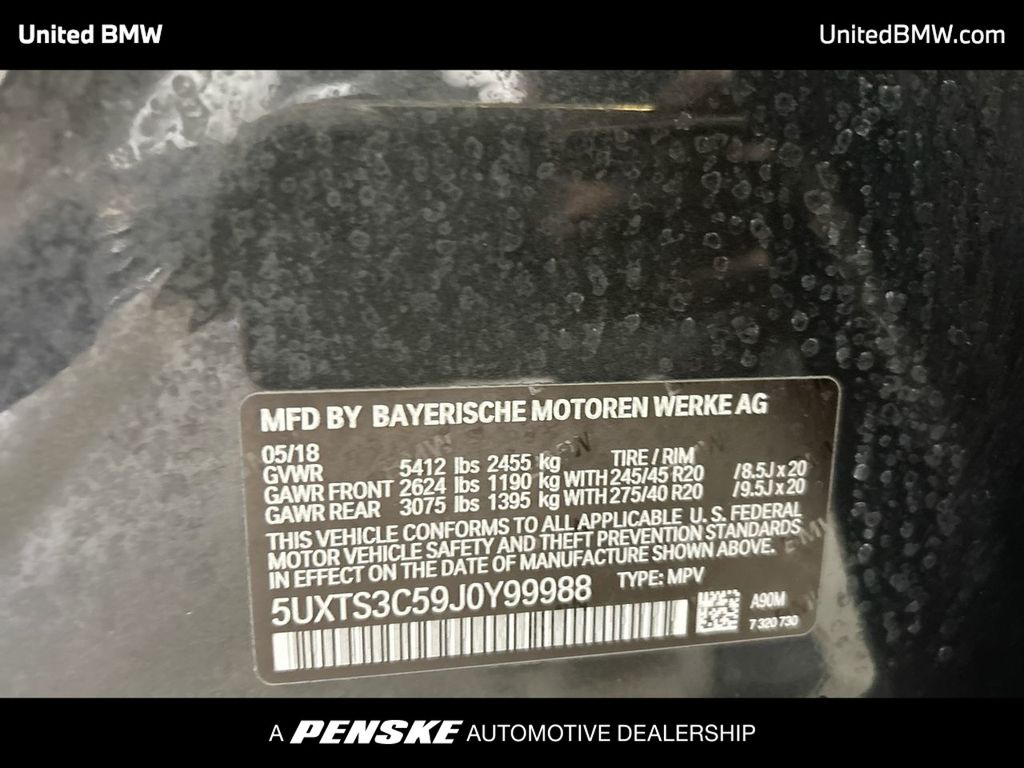 United BMW
UnitedBMW.com
MFD BY BAYERISCHE MOTOREN WERKE AG
05/18
GVWR 5412 lbs 2455 kg TIRE / RIM
GAWR FRONT 2624 lbs 1190 kg WITH 245/45 R20 /8.5J x 20
GAWR REAR 3075 lbs 1395 kg WITH 275/40 R20 /9.5J x 20
THIS VEHICLE CONFORMS TO ALL APPLICABLE U. S. FEDERAL
MOTOR VEHICLE SAFETY AND THEFT PREVENTION STANDARDS
IN EFFECT ON THE DATE OF MANUFACTURE SHOWN ABOVE.
5UXTS3C59J0Y99988 TYPE: MPV
A90M
7 320 730
A PENSKE AUTOMOTIVE DEALERSHIP